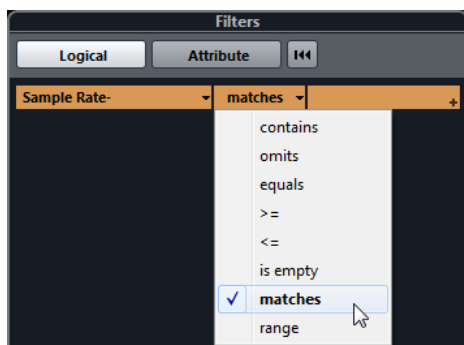 Filters
Logical Attribute
Sample Rate- matches +
contains
omits
equals
>=
<=
is empty
✓ matches
range